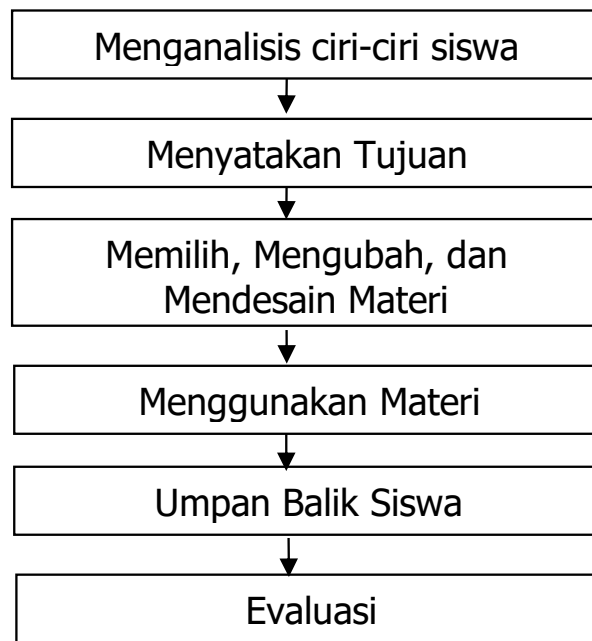 Menganalisis ciri-ciri siswa
Menyatakan Tujuan
Memilih, Mengubah, dan
Mendesain Materi
Menggunakan Materi
Umpan Balik Siswa
Evaluasi